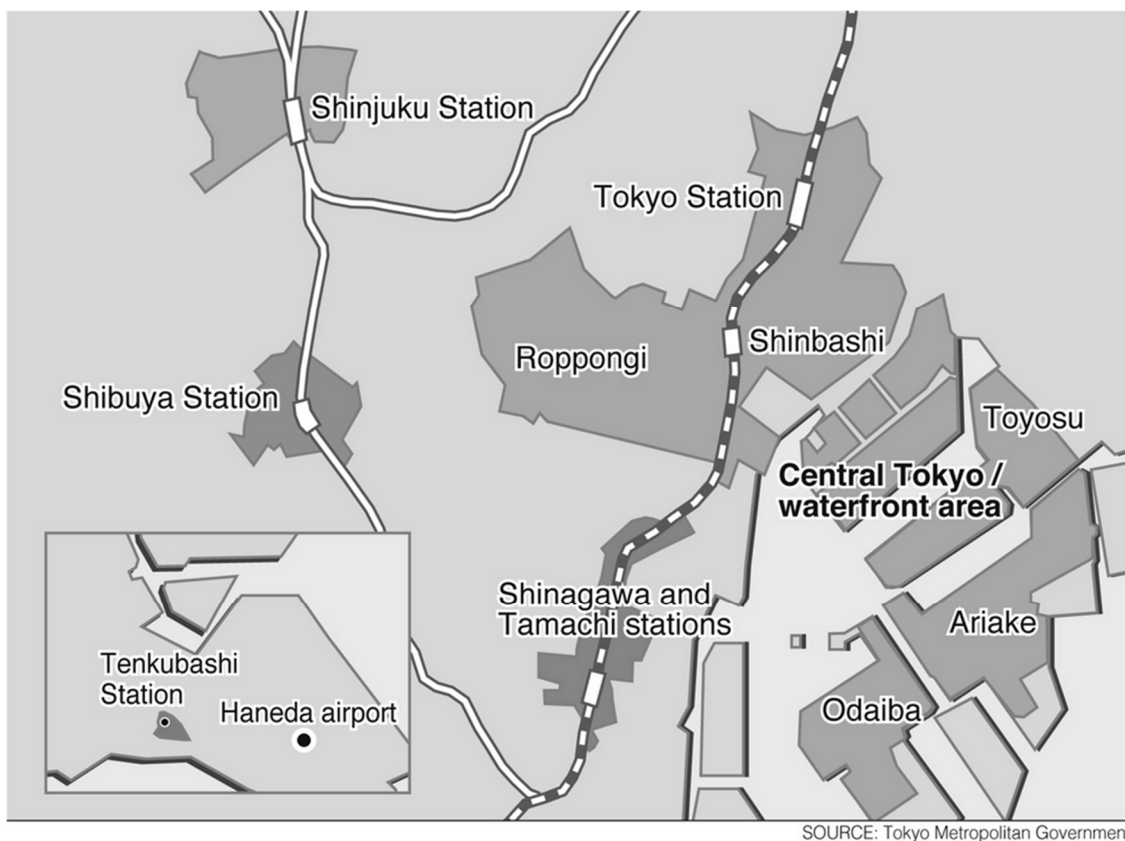 Shinjuku Station
Tokyo Station
Roppongi
Shinbashi
Shibuya Station
Toyosu
Central Tokyo /
waterfront area
Shinagawa and
Tamachi stations
Ariake
Odaiba
Tenkubashi
Station
Haneda airport
SOURCE: Tokyo Metropolitan Governmen